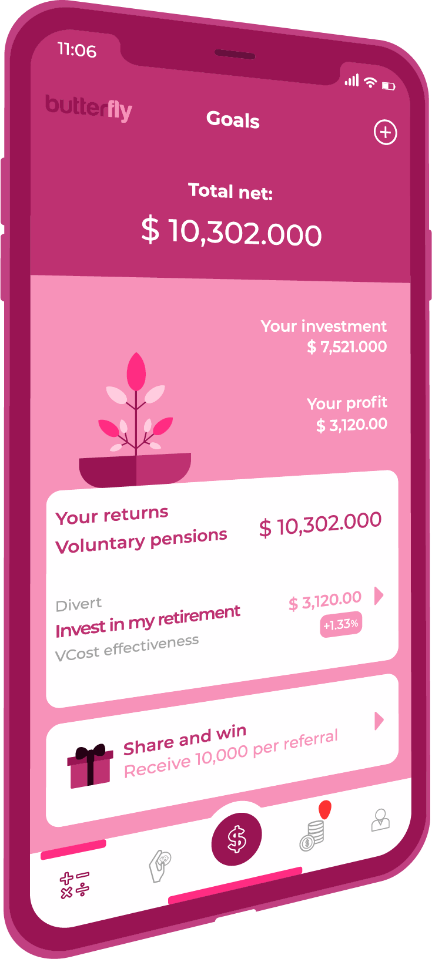 11:06
butterfly
Goals
Total net:
$ 10,302.000
Your investment
$ 7,521.000
Your profit
$ 3,120.00
Your returns
Voluntary pensions
$ 10,302.000
Divert
Invest in my retirement
VCost effectiveness
$ 3,120.00
+1.33%
Share and win
Receive 10,000 per referral